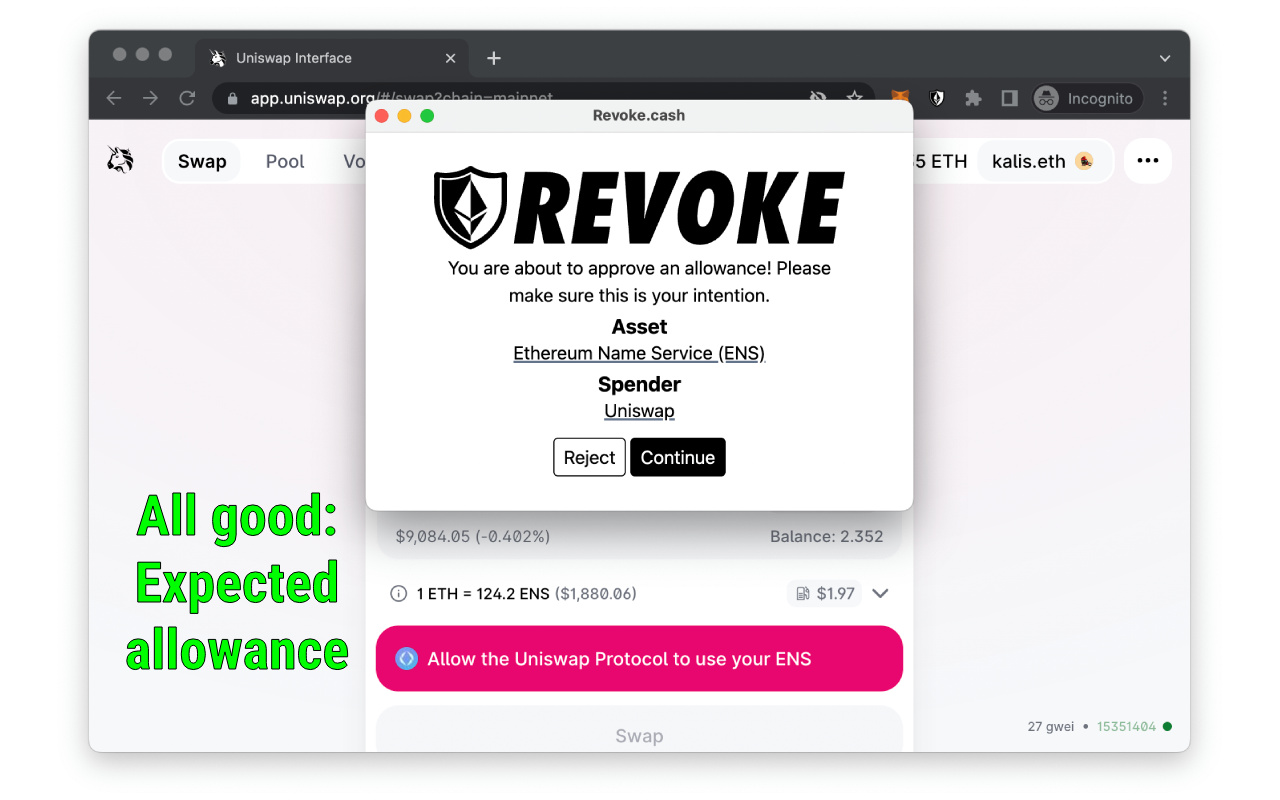 Uniswap Interface
app.uniswap.org/#/swap?chain=mainnet
Incognito
Revoke.cash
Swap
Pool
Vo
5 ETH
kalis.eth
REVOKE
You are about to approve an allowance! Please
make sure this is your intention.
Asset
Ethereum Name Service (ENS)
Spender
Uniswap
Reject
Continue
All good:
Expected
allowance
$9,084.05 (-0.402%)
Balance: 2.352
1 ETH = 124.2 ENS ($1,880.06)
$1.97
Allow the Uniswap Protocol to use your ENS
Swap
27 gwei • 15351404